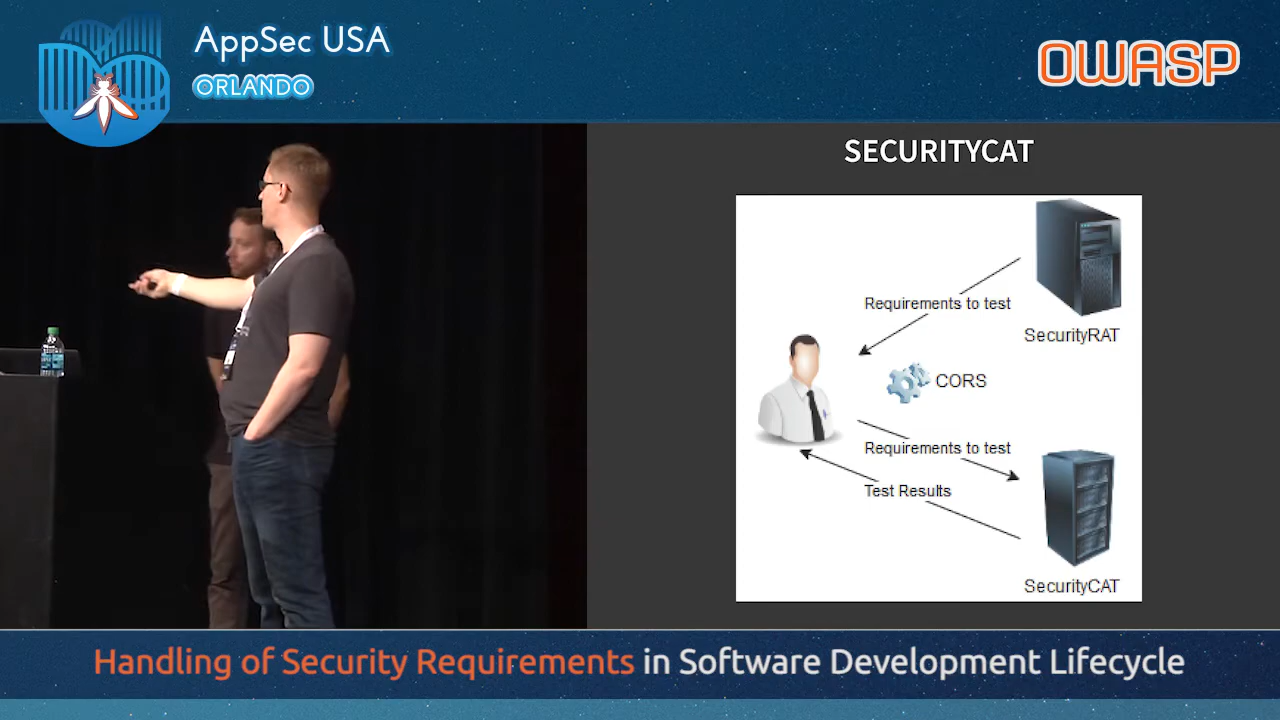 AppSec USA
ORLANDO
OWASP
SECURITYCAT
Requirements to test
SecurityRAT
CORS
Requirements to test
Test Results
SecurityCAT
Handling of Security Requirements in Software Development Lifecycle